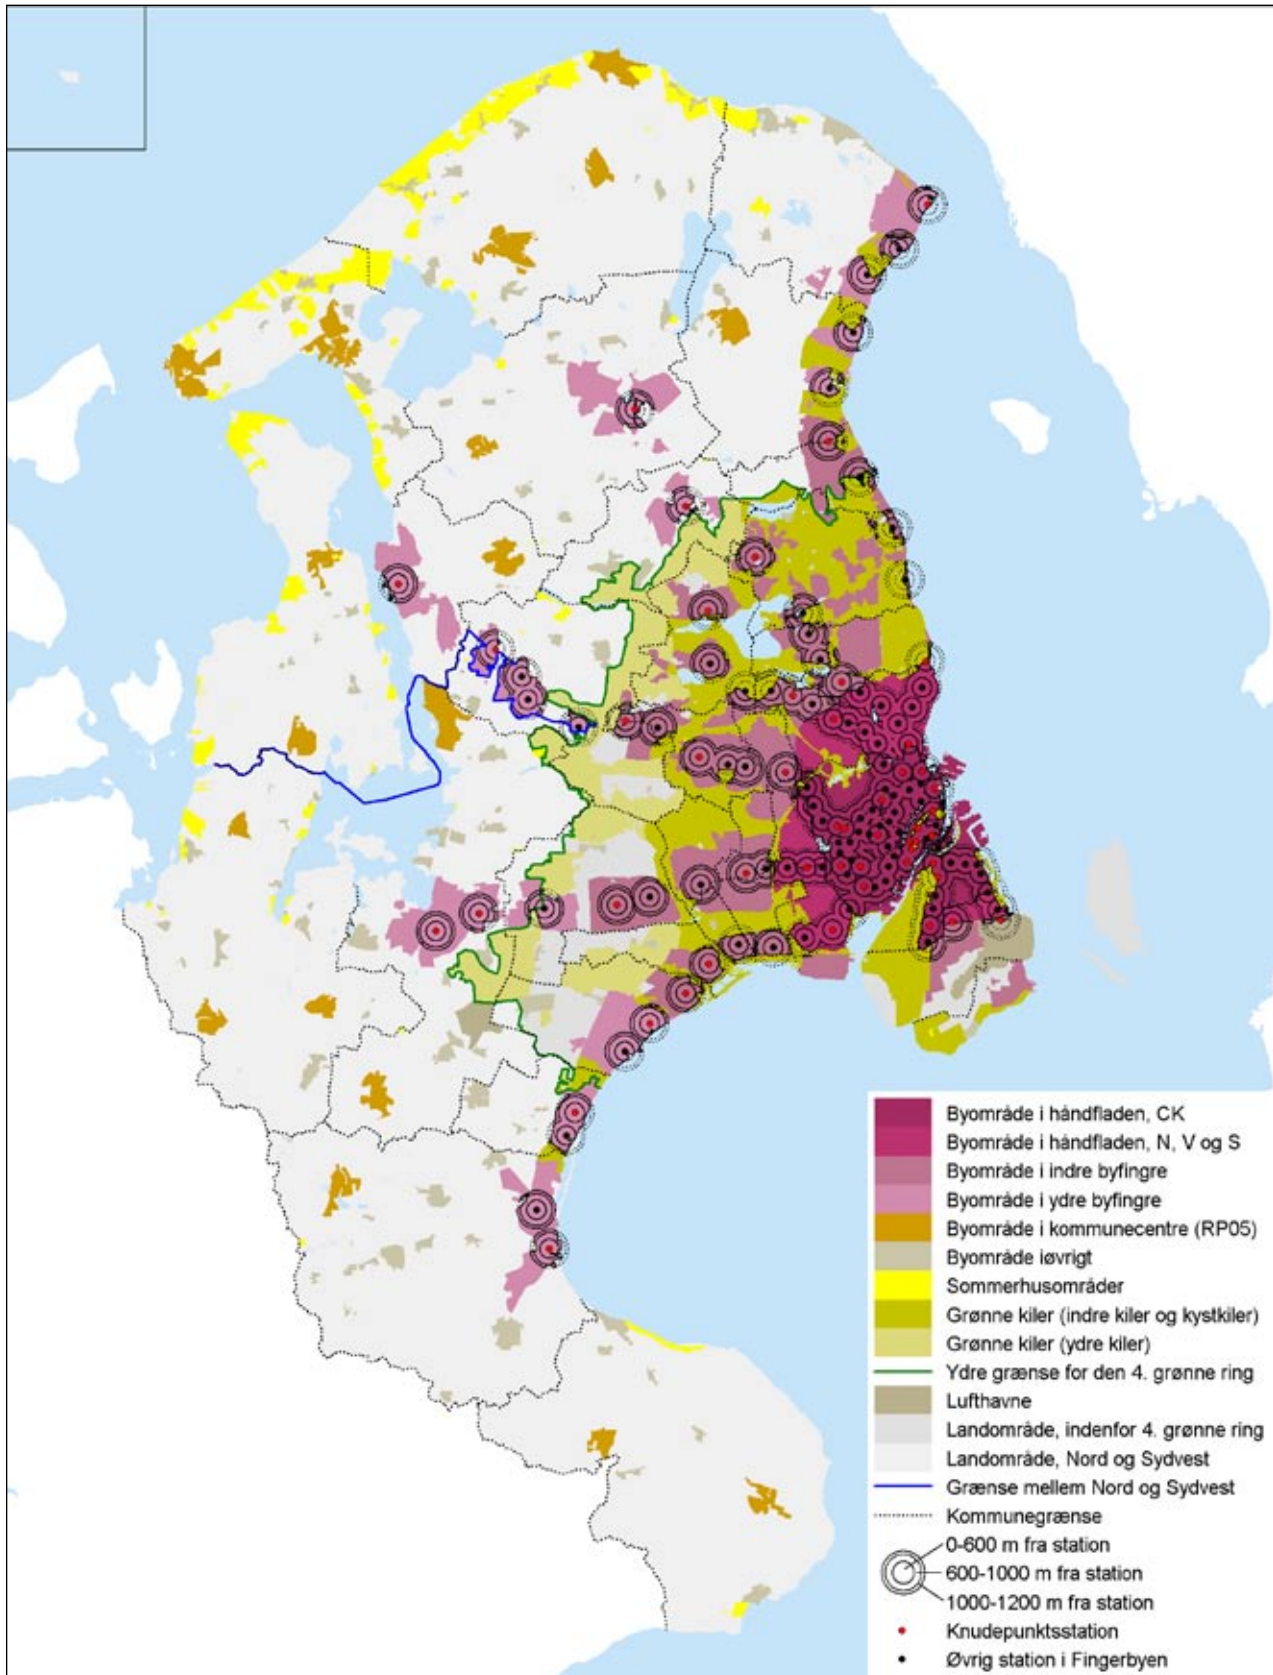 Byområde i håndfladen, CK
Byområde i håndfladen, N, V og S
Byområde i indre byfingre
Byområde i ydre byfingre
Byområde i kommunecentre (RP05)
Byområde iøvrigt
Sommerhusområder
Grønne kiler (indre kiler og kystkiler)
Grønne kiler (ydre kiler)
Ydre grænse for den 4. grønne ring
Lufthavne
Landområde, indenfor 4. grønne ring
Landområde, Nord og Sydvest
Grænse mellem Nord og Sydvest
Kommunegrænse
0-600 m fra station
600-1000 m fra station
1000-1200 m fra station
Knudepunktsstation
Øvrig station i Fingerbyen